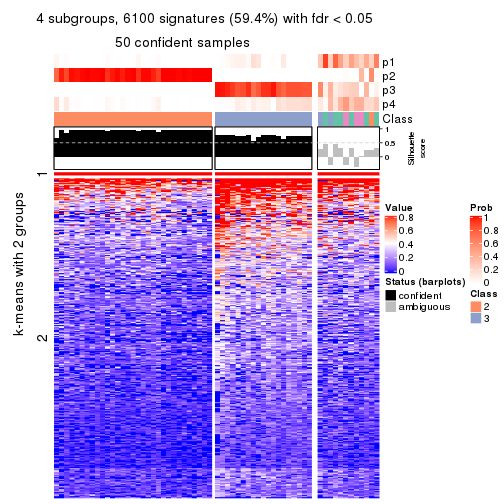 4 subgroups, 6100 signatures (59.4%) with fdr < 0.05
50 confident samples
p1
p2
p3
p4
Class
1
0.5
0
Silhouette
score
k-means with 2 groups
1
2
Value
0.8
0.6
0.4
0.2
0
Status (barplots)
confident
ambiguous
Prob
1
0.8
0.6
0.4
0.2
0
Class
2
3